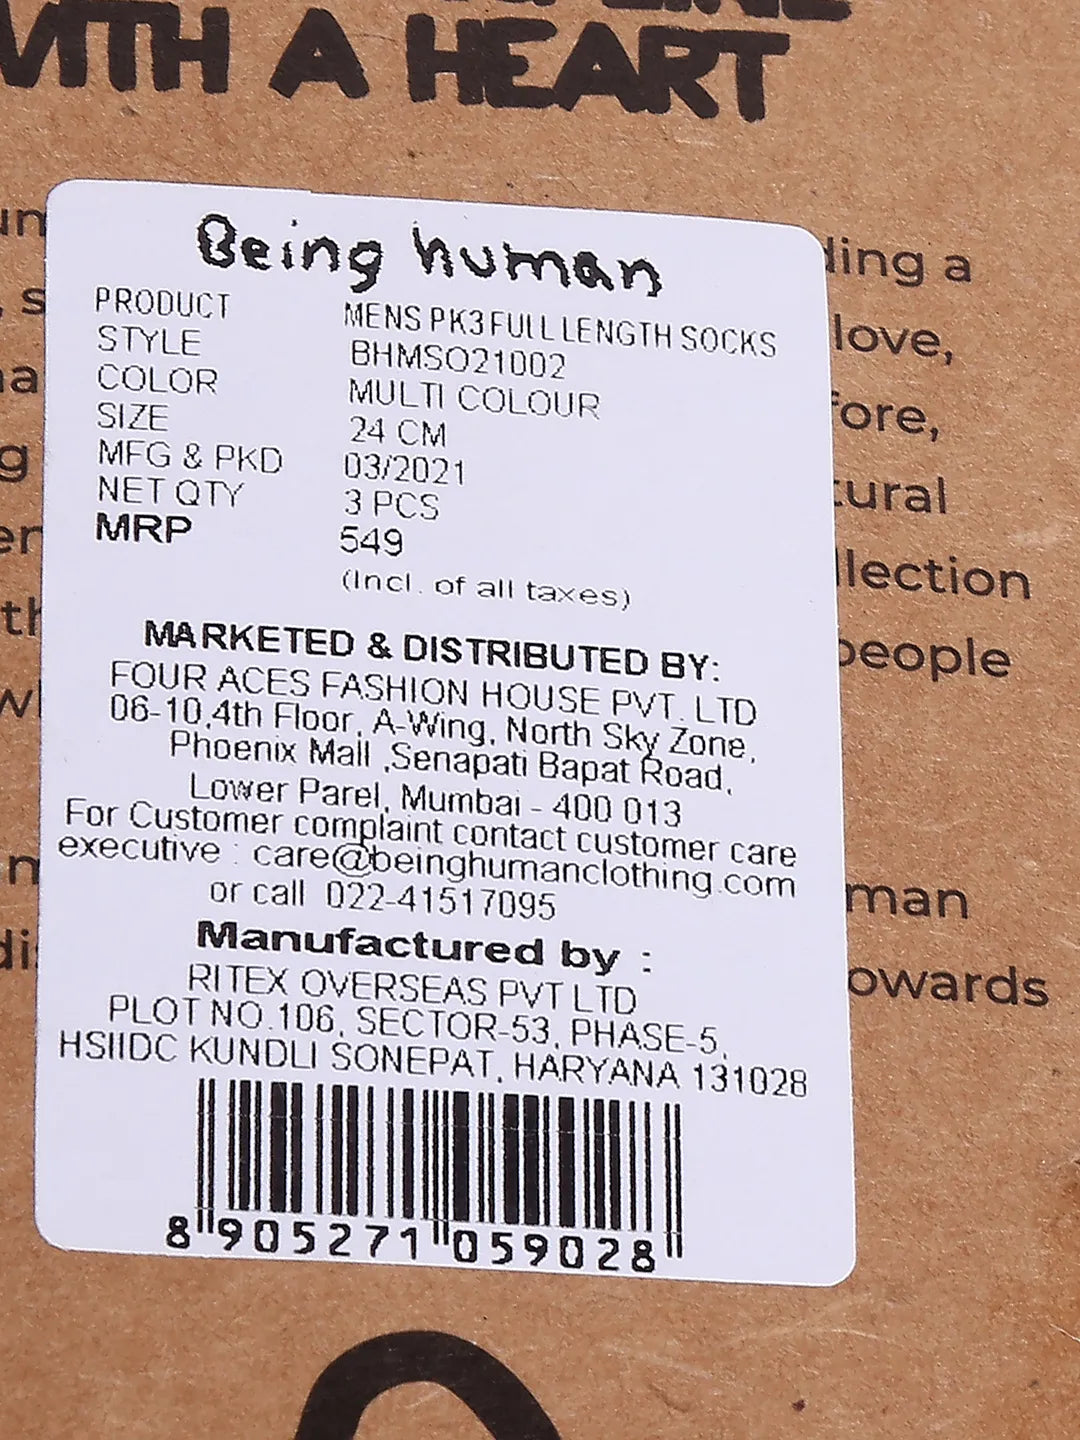 WITH A HEART
Being human
PRODUCT MENS PK3 FULL LENGTH SOCKS
STYLE BHMSO21002
COLOR MULTI COLOUR
SIZE 24 CM
MFG & PKD 03/2021
NET QTY 3 PCS
MRP 549
(Incl. of all taxes)
MARKETED & DISTRIBUTED BY:
FOUR ACES FASHION HOUSE PVT. LTD
06-10,4th Floor, A-Wing, North Sky Zone,
Phoenix Mall ,Senapati Bapat Road,
Lower Parel, Mumbai - 400 013
For Customer complaint contact customer care
executive : care@beinghumanclothing.com
or call 022-41517095
Manufactured by :
RITEX OVERSEAS PVT LTD
PLOT NO.106, SECTOR-53, PHASE-5,
HSIIDC KUNDLI SONEPAT, HARYANA 131028
8 905271 059028
ding a
love,
fore,
tural
llection
people
man
owards